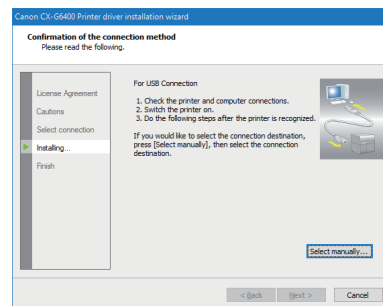 Canon CX-G6400 Printer driver installation wizard
Confirmation of the connection method
Please read the following.
License Agreement
Cautions
Select connection
Installing...
Finish
For USB Connection
1. Check the printer and computer connections.
2. Switch the printer on.
3. Do the following steps after the printer is recognized.
If you would like to select the connection destination,
press [Select manually], then select the connection
destination.
Select manually...
< Back
Next >
Cancel